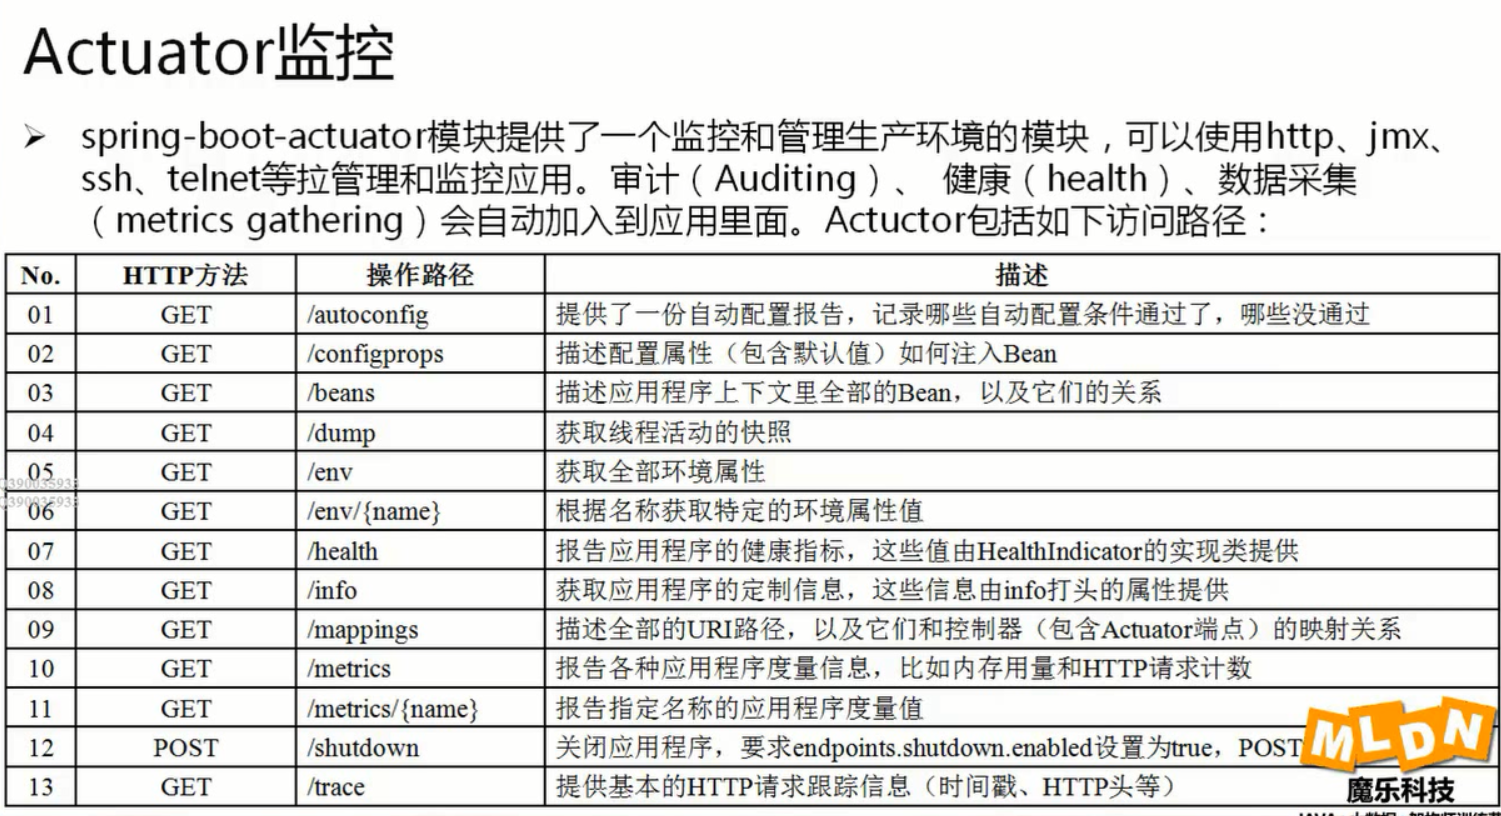 Actuator监控
➢ spring-boot-actuator模块提供了一个监控和管理生产环境的模块，可以使用http、jmx、
ssh、telnet等拉管理和监控应用。审计（Auditing）、 健康（health）、数据采集
（metrics gathering）会自动加入到应用里面。Actuctor包括如下访问路径：
No. HTTP方法 操作路径 描述
01 GET /autoconfig 提供了一份自动配置报告，记录哪些自动配置条件通过了，哪些没通过
02 GET /configprops 描述配置属性（包含默认值）如何注入Bean
03 GET /beans 描述应用程序上下文里全部的Bean，以及它们的关系
04 GET /dump 获取线程活动的快照
05 GET /env 获取全部环境属性
06 GET /env/{name} 根据名称获取特定的环境属性值
07 GET /health 报告应用程序的健康指标，这些值由HealthIndicator的实现类提供
08 GET /info 获取应用程序的定制信息，这些信息由info打头的属性提供
09 GET /mappings 描述全部的URI路径，以及它们和控制器（包含Actuator端点）的映射关系
10 GET /metrics 报告各种应用程序度量信息，比如内存用量和HTTP请求计数
11 GET /metrics/{name} 报告指定名称的应用程序度量值
12 POST /shutdown 关闭应用程序，要求endpoints.shutdown.enabled设置为true，POST
13 GET /trace 提供基本的HTTP请求跟踪信息（时间戳、HTTP头等）
MLDN
魔乐科技